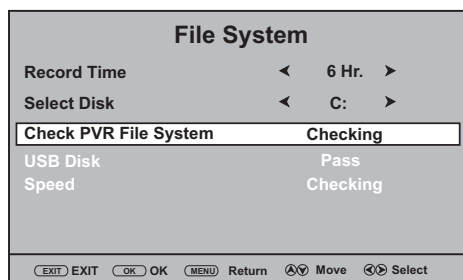 File System
Record Time 6 Hr.
Select Disk C:
Check PVR File System Checking
USB Disk Pass
Speed Checking
EXIT EXIT OK OK MENU Return Move Select